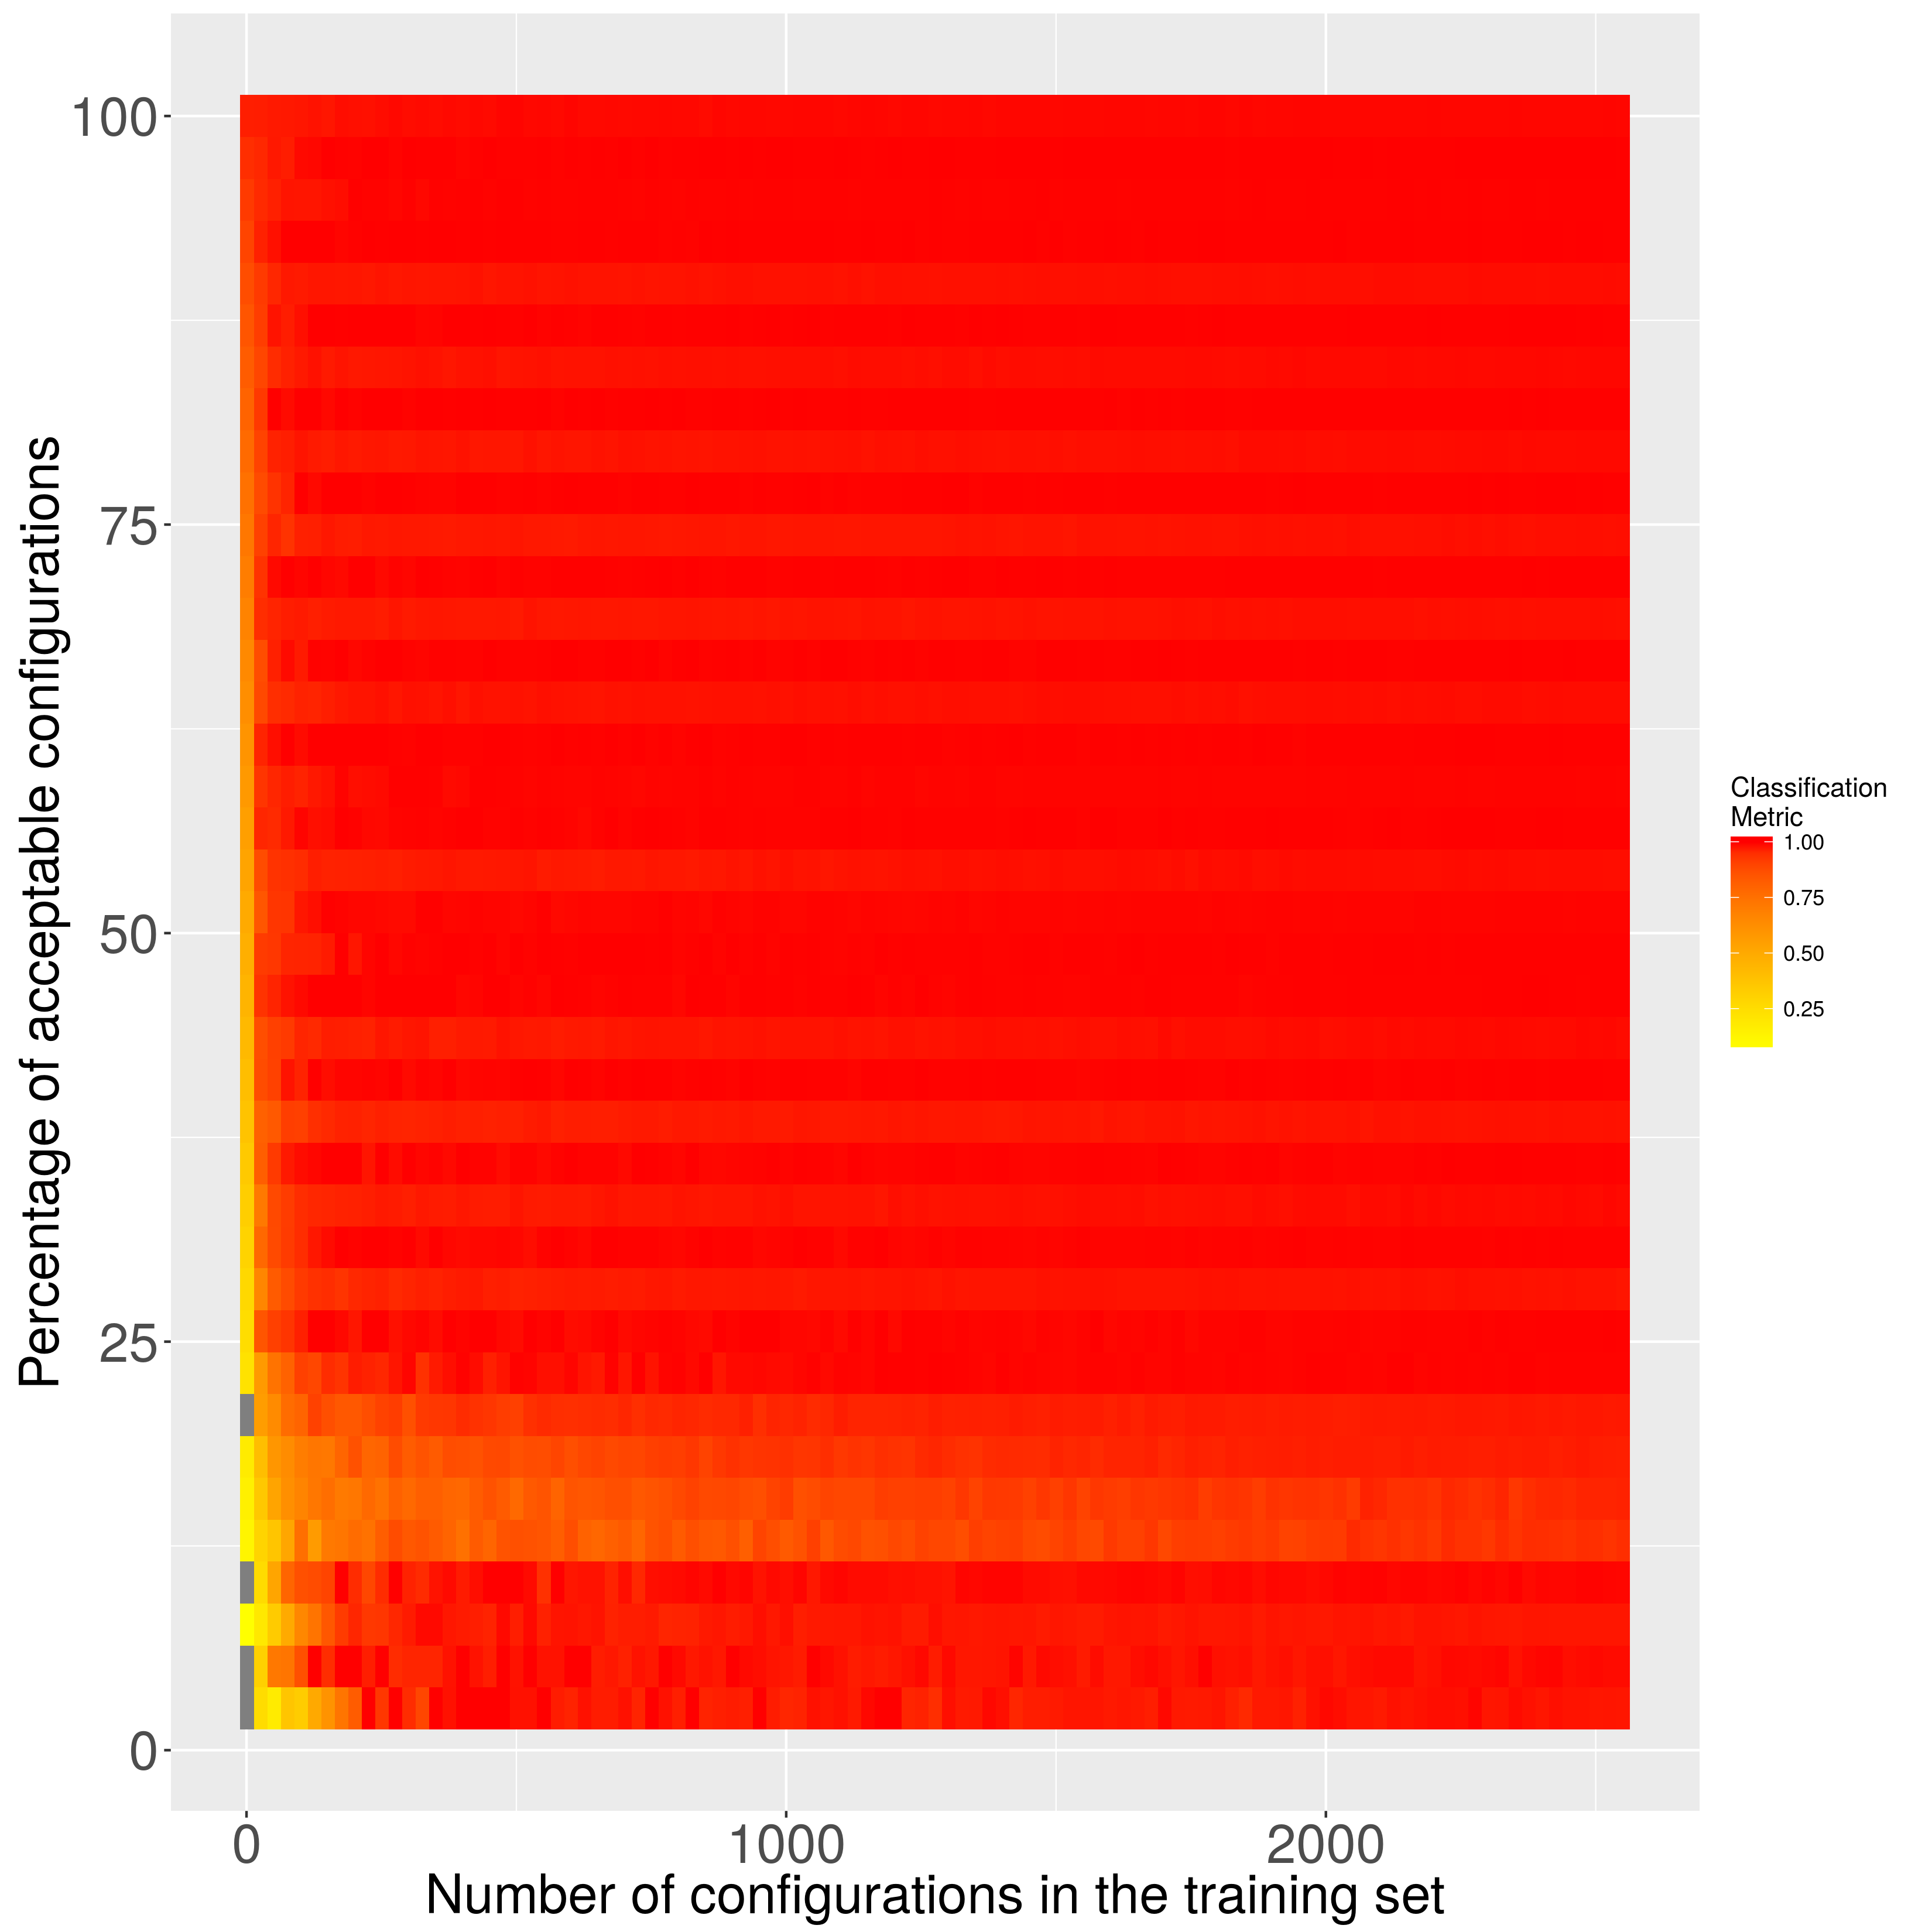 Percentage of acceptable configurations
100
75
50
25
0
0 1000 2000
Number of configurations in the training set
Classification
Metric
1.00
0.75
0.50
0.25